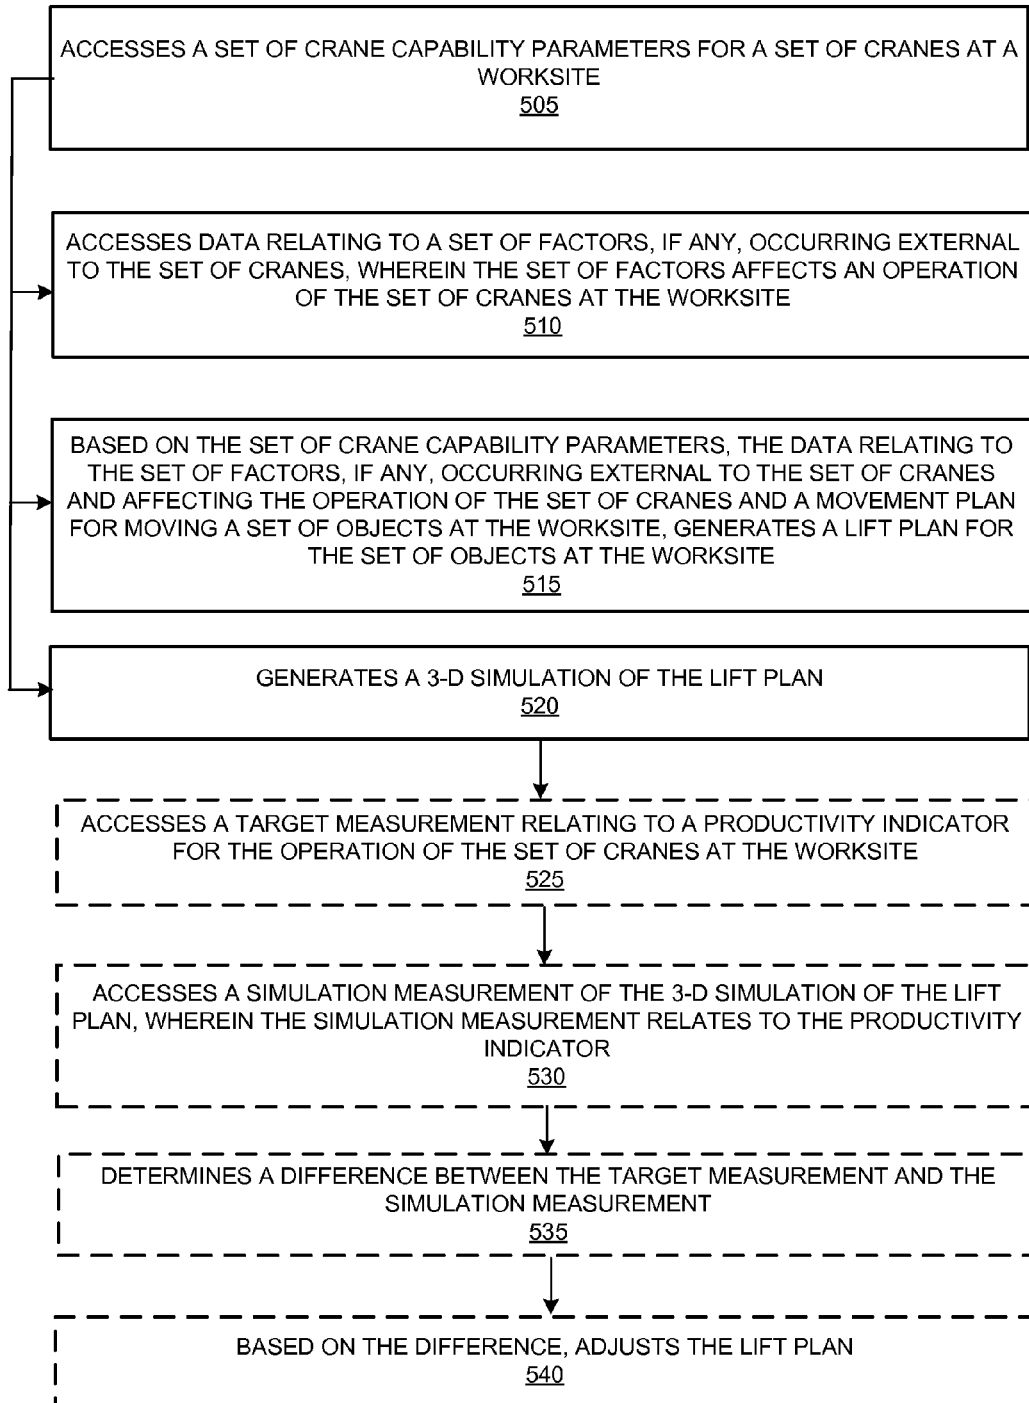 ACCESSES A SET OF CRANE CAPABILITY PARAMETERS FOR A SET OF CRANES AT A
WORKSITE
505
ACCESSES DATA RELATING TO A SET OF FACTORS, IF ANY, OCCURRING EXTERNAL
TO THE SET OF CRANES, WHEREIN THE SET OF FACTORS AFFECTS AN OPERATION
OF THE SET OF CRANES AT THE WORKSITE
510
BASED ON THE SET OF CRANE CAPABILITY PARAMETERS, THE DATA RELATING TO
THE SET OF FACTORS, IF ANY, OCCURRING EXTERNAL TO THE SET OF CRANES
AND AFFECTING THE OPERATION OF THE SET OF CRANES AND A MOVEMENT PLAN
FOR MOVING A SET OF OBJECTS AT THE WORKSITE, GENERATES A LIFT PLAN FOR
THE SET OF OBJECTS AT THE WORKSITE
515
GENERATES A 3-D SIMULATION OF THE LIFT PLAN
520
ACCESSES A TARGET MEASUREMENT RELATING TO A PRODUCTIVITY INDICATOR
FOR THE OPERATION OF THE SET OF CRANES AT THE WORKSITE
525
ACCESSES A SIMULATION MEASUREMENT OF THE 3-D SIMULATION OF THE LIFT
PLAN, WHEREIN THE SIMULATION MEASUREMENT RELATES TO THE PRODUCTIVITY
INDICATOR
530
DETERMINES A DIFFERENCE BETWEEN THE TARGET MEASUREMENT AND THE
SIMULATION MEASUREMENT
535
BASED ON THE DIFFERENCE, ADJUSTS THE LIFT PLAN
540